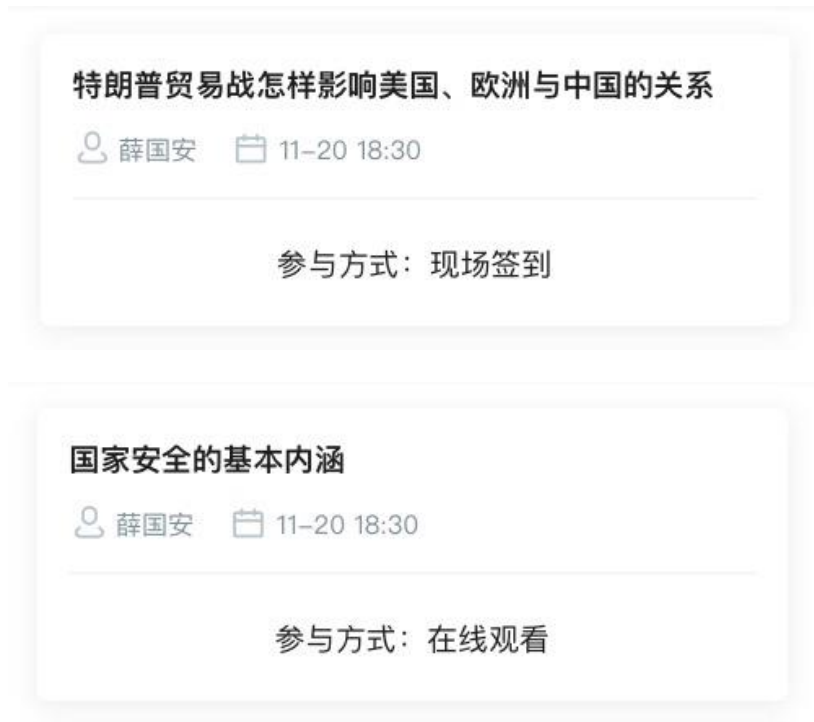 特朗普贸易战怎样影响美国、欧洲与中国的关系
薛国安 11-20 18:30
参与方式：现场签到
国家安全的基本内涵
薛国安 11-20 18:30
参与方式：在线观看